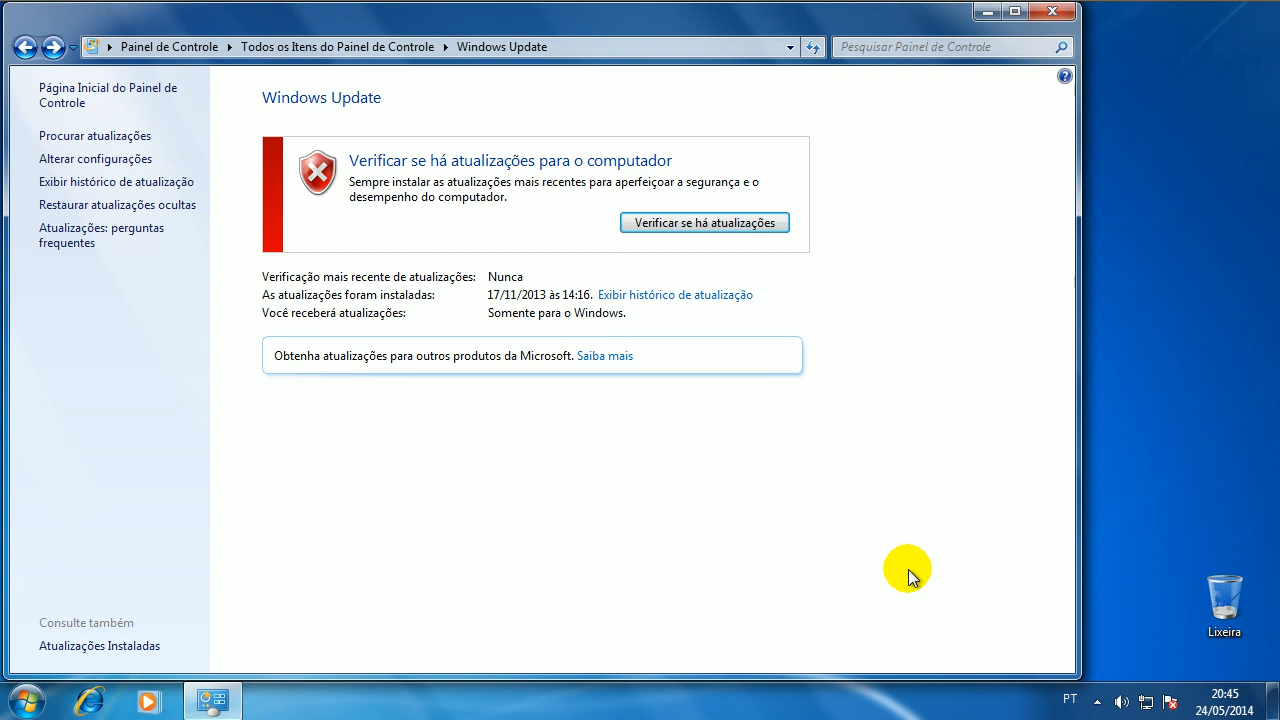 Painel de Controle
Todos os Itens do Painel de Controle
Windows Update
Pesquisar Painel de Controle
Página Inicial do Painel de
Controle
Procurar atualizações
Alterar configurações
Exibir histórico de atualização
Restaurar atualizações ocultas
Atualizações: perguntas
frequentes
Windows Update
Verificar se há atualizações para o computador
Sempre instalar as atualizações mais recentes para aperfeiçoar a segurança e o
desempenho do computador.
Verificar se há atualizações
Verificação mais recente de atualizações: Nunca
As atualizações foram instaladas: 17/11/2013 às 14:16. Exibir histórico de atualização
Você receberá atualizações: Somente para o Windows.
Obtenha atualizações para outros produtos da Microsoft. Saiba mais
Consulte também
Atualizações Instaladas
Lixeira
PT
20:45
24/05/2014